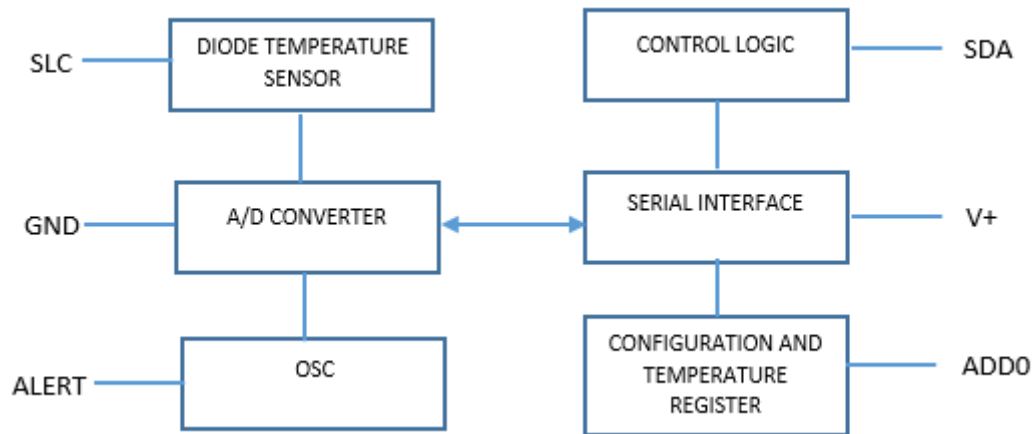 SLC
DIODE TEMPERATURE
SENSOR
CONTROL LOGIC
SDA
GND
A/D CONVERTER
SERIAL INTERFACE
V+
ALERT
OSC
CONFIGURATION AND
TEMPERATURE
REGISTER
ADD0